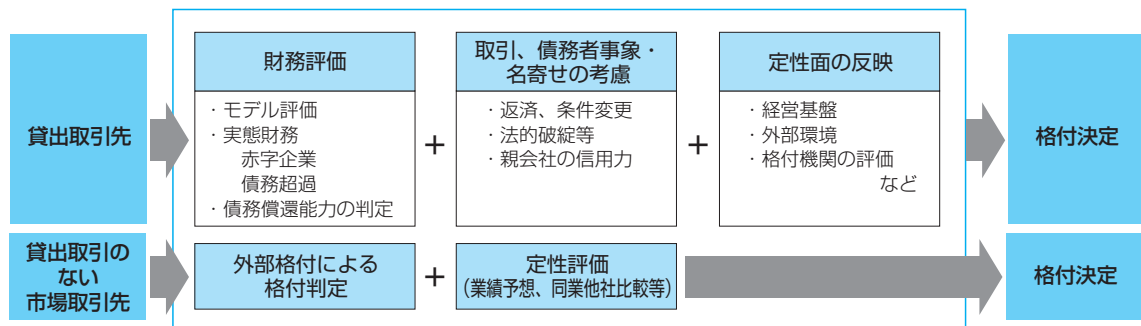 貸出取引先
財務評価
・モデル評価
・実態財務
赤字企業
債務超過
・債務償還能力の判定
+
取引、債務者事象・
名寄せの考慮
・返済、条件変更
・法的破綻等
・親会社の信用力
+
定性面の反映
・経営基盤
・外部環境
・格付機関の評価
など
格付決定
貸出取引の
ない
市場取引先
外部格付による
格付判定
+
定性評価
（業績予想、同業他社比較等）
格付決定